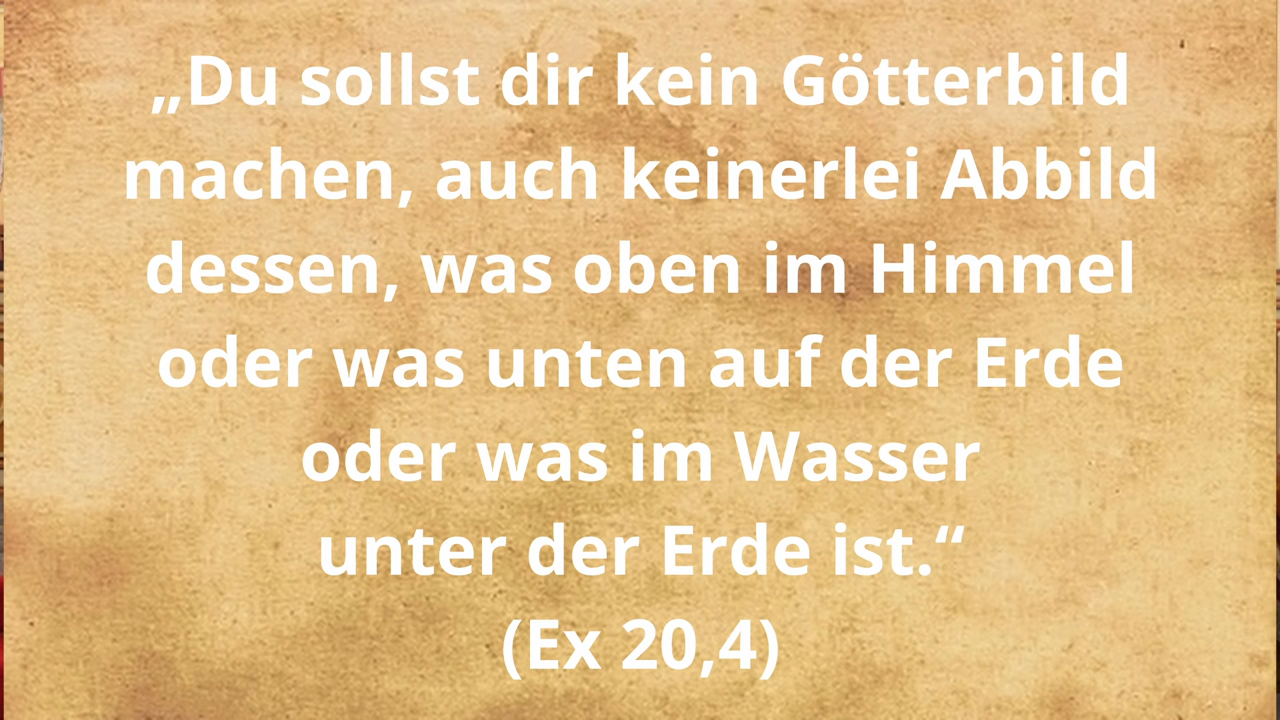 „Du sollst dir kein Götterbild
machen, auch keinerlei Abbild
dessen, was oben im Himmel
oder was unten auf der Erde
oder was im Wasser
unter der Erde ist.“
(Ex 20,4)